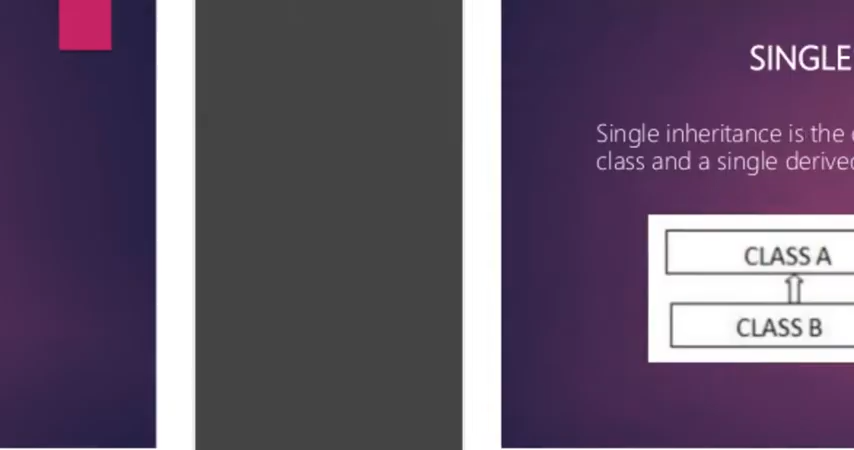 SINGLE
Single inheritance is the
class and a single derived
CLASS A
CLASS B